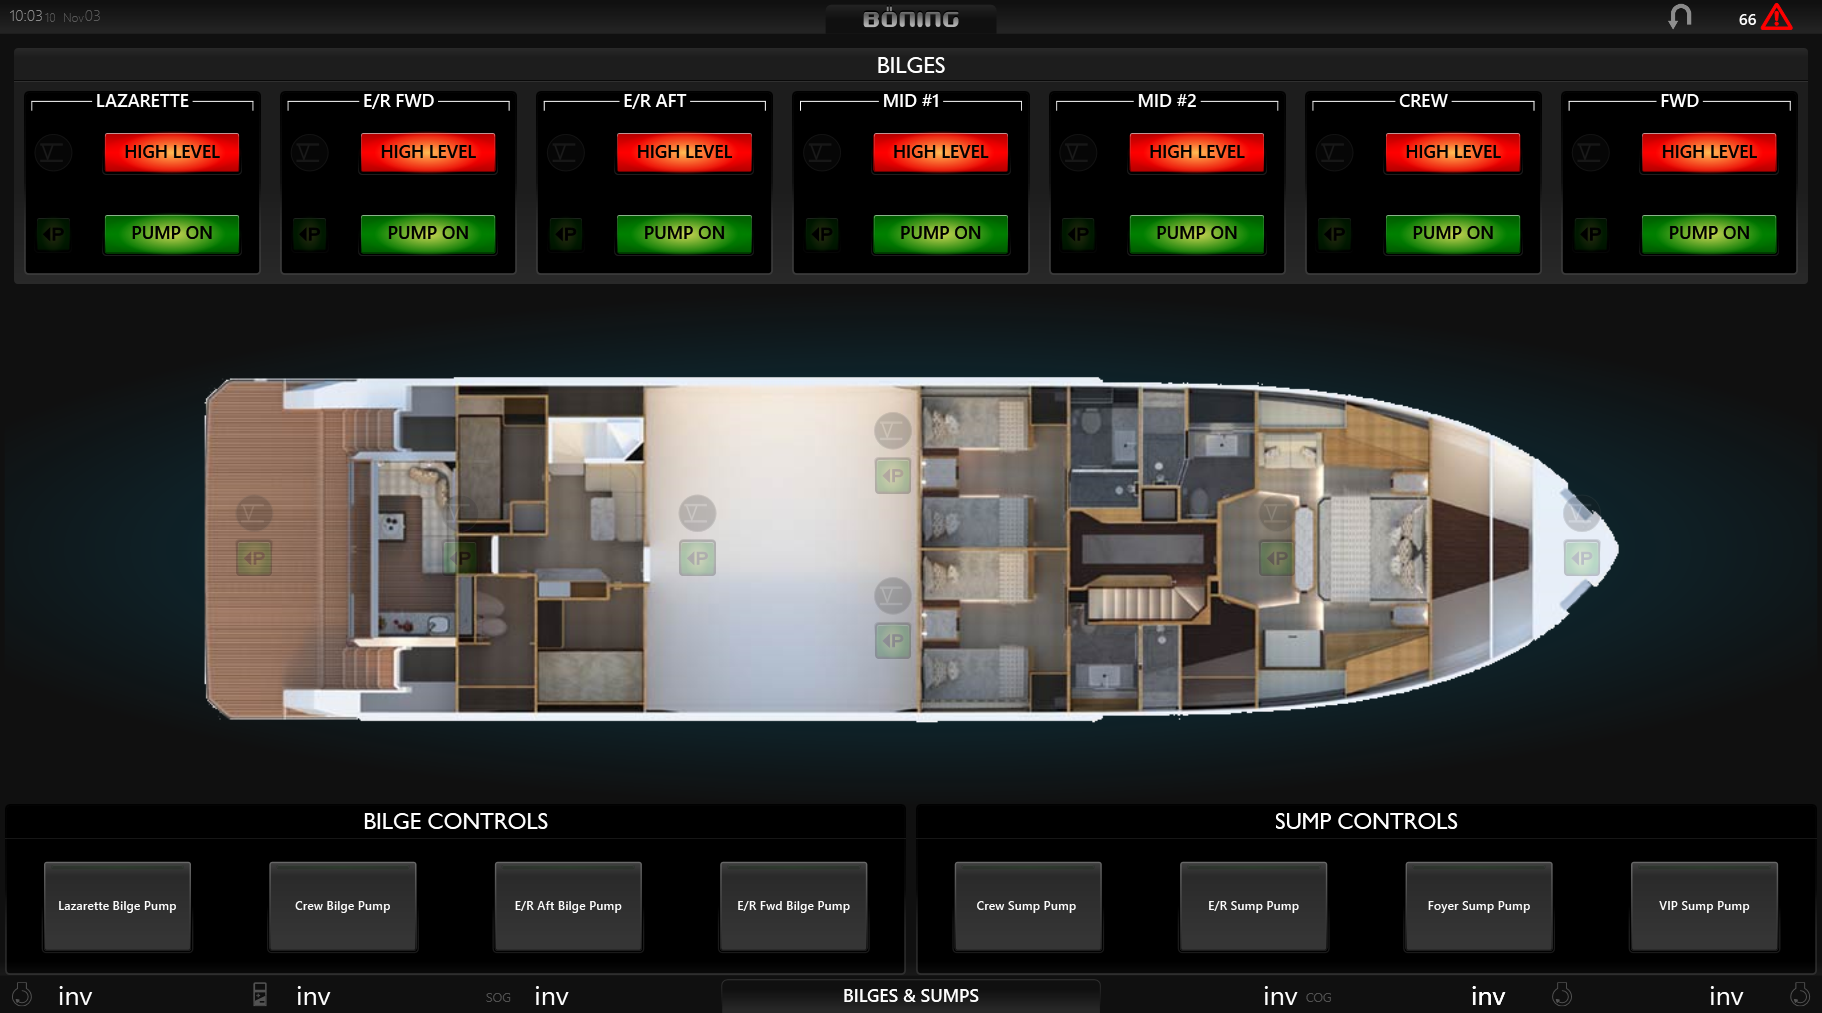 10:03 10 Nov 03
BÖNING
66
BILGES
LAZARETTE E/R FWD E/R AFT MID #1 MID #2 CREW FWD
HIGH LEVEL HIGH LEVEL HIGH LEVEL HIGH LEVEL HIGH LEVEL HIGH LEVEL HIGH LEVEL
P PUMP ON P PUMP ON P PUMP ON P PUMP ON P PUMP ON P PUMP ON P PUMP ON
P
P P P P P
P
BILGE CONTROLS
Lazarette Bilge Pump Crew Bilge Pump E/R Aft Bilge Pump E/R Fwd Bilge Pump
SUMP CONTROLS
Crew Sump Pump E/R Sump Pump Foyer Sump Pump VIP Sump Pump
inv inv SOG inv BILGES & SUMPS inv COG inv inv